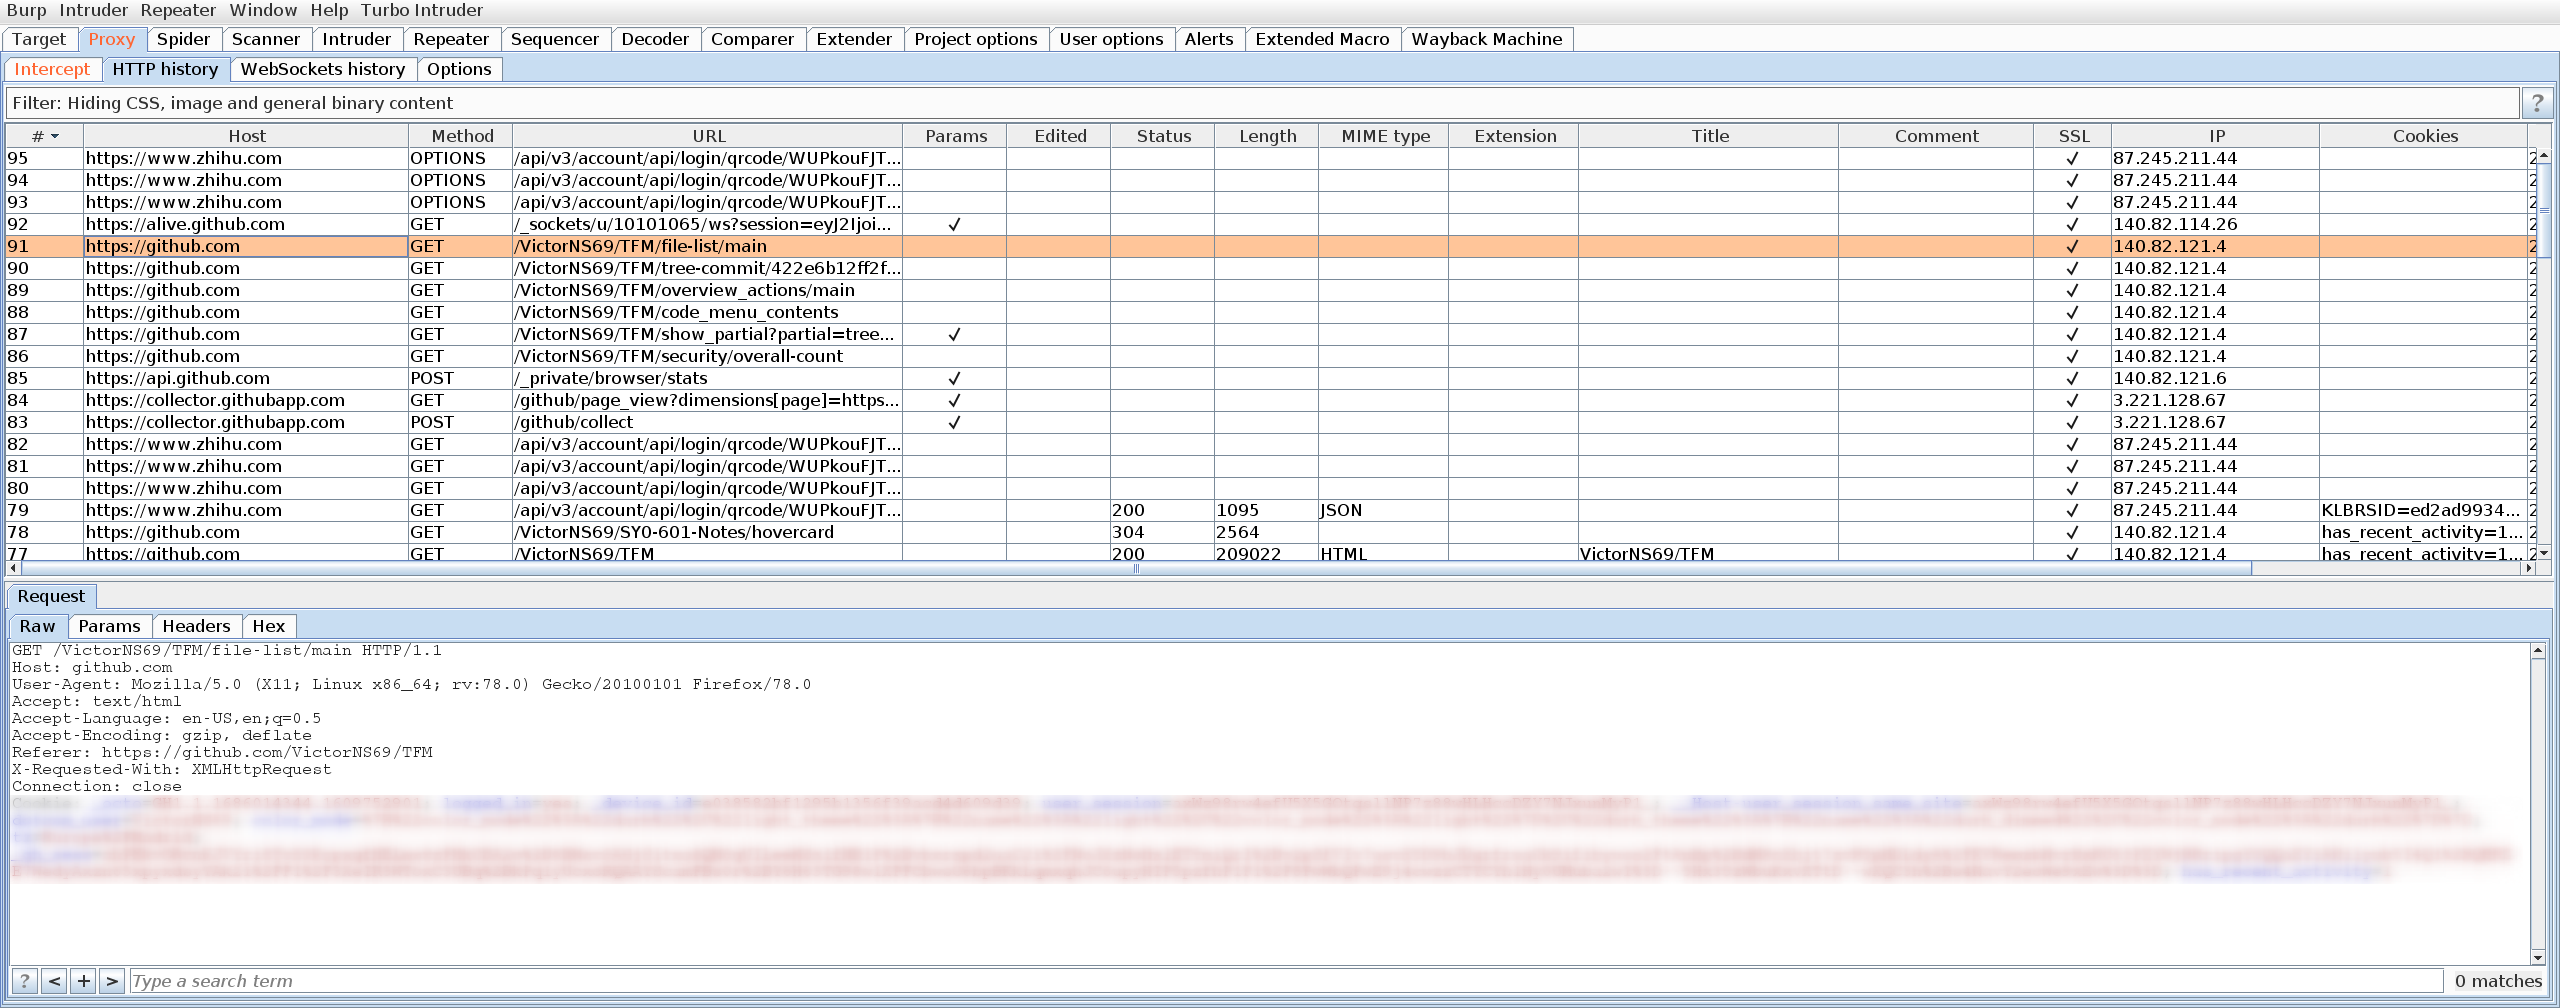 Burp Intruder Repeater Window Help Turbo Intruder
Target Proxy Spider Scanner Intruder Repeater Sequencer Decoder Comparer Extender Project options User options Alerts Extended Macro Wayback Machine
Intercept HTTP history WebSockets history Options
Filter: Hiding CSS, image and general binary content ?
# Host Method URL Params Edited Status Length MIME type Extension Title Comment SSL IP Cookies
95 https://www.zhihu.com OPTIONS /api/v3/account/api/login/qrcode/WUPkouFJT... ✓ 87.245.211.44 2
94 https://www.zhihu.com OPTIONS /api/v3/account/api/login/qrcode/WUPkouFJT... ✓ 87.245.211.44 2
93 https://www.zhihu.com OPTIONS /api/v3/account/api/login/qrcode/WUPkouFJT... ✓ 87.245.211.44 2
92 https://alive.github.com GET /_sockets/u/10101065/ws?session=eyJ2Ijoi... ✓ ✓ 140.82.114.26 2
91 https://github.com GET /VictorNS69/TFM/file-list/main ✓ 140.82.121.4 2
90 https://github.com GET /VictorNS69/TFM/tree-commit/422e6b12ff2f... ✓ 140.82.121.4 2
89 https://github.com GET /VictorNS69/TFM/overview_actions/main ✓ 140.82.121.4 2
88 https://github.com GET /VictorNS69/TFM/code_menu_contents ✓ 140.82.121.4 2
87 https://github.com GET /VictorNS69/TFM/show_partial?partial=tree... ✓ ✓ 140.82.121.4 2
86 https://github.com GET /VictorNS69/TFM/security/overall-count ✓ 140.82.121.4 2
85 https://api.github.com POST /_private/browser/stats ✓ ✓ 140.82.121.6 2
84 https://collector.githubapp.com GET /github/page_view?dimensions[page]=https... ✓ ✓ 3.221.128.67 2
83 https://collector.githubapp.com POST /github/collect ✓ ✓ 3.221.128.67 2
82 https://www.zhihu.com GET /api/v3/account/api/login/qrcode/WUPkouFJT... ✓ 87.245.211.44 2
81 https://www.zhihu.com GET /api/v3/account/api/login/qrcode/WUPkouFJT... ✓ 87.245.211.44 2
80 https://www.zhihu.com GET /api/v3/account/api/login/qrcode/WUPkouFJT... ✓ 87.245.211.44 2
79 https://www.zhihu.com GET /api/v3/account/api/login/qrcode/WUPkouFJT... 200 1095 JSON ✓ 87.245.211.44 KLBRSID=ed2ad9934... 2
78 https://github.com GET /VictorNS69/SY0-601-Notes/hovercard 304 2564 ✓ 140.82.121.4 has_recent_activity=1... 2
77 https://github.com GET /VictorNS69/TFM 200 209022 HTML VictorNS69/TFM ✓ 140.82.121.4 has_recent_activity=1... 2
Request
Raw Params Headers Hex
GET /VictorNS69/TFM/file-list/main HTTP/1.1
Host: github.com
User-Agent: Mozilla/5.0 (X11; Linux x86_64; rv:78.0) Gecko/20100101 Firefox/78.0
Accept: text/html
Accept-Language: en-US,en;q=0.5
Accept-Encoding: gzip, deflate
Referer: https://github.com/VictorNS69/TFM
X-Requested-With: XMLHttpRequest
Connection: close
? < + > Type a search term 0 matches